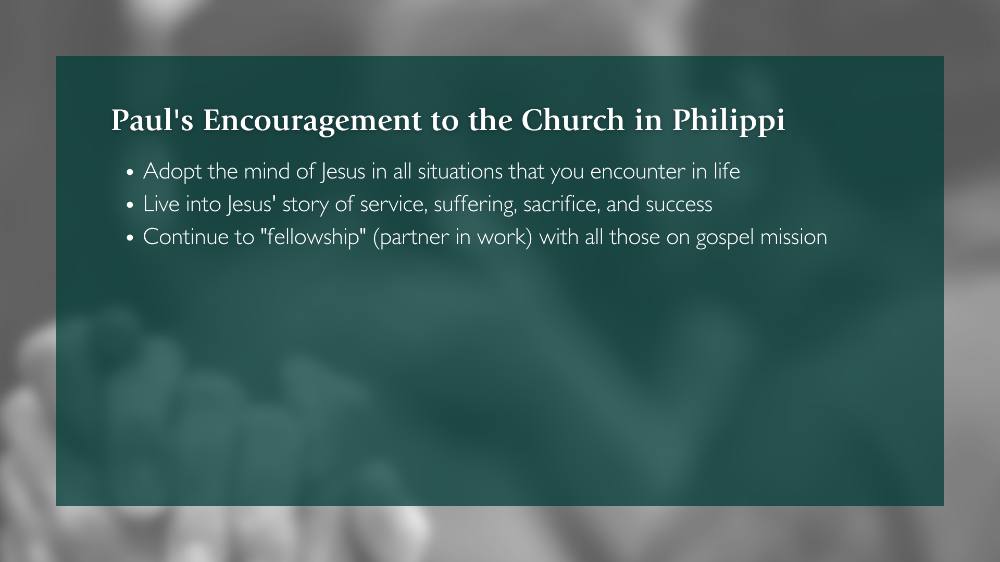 Paul's Encouragement to the Church in Philippi
• Adopt the mind of Jesus in all situations that you encounter in life
• Live into Jesus' story of service, suffering, sacrifice, and success
• Continue to "fellowship" (partner in work) with all those on gospel mission